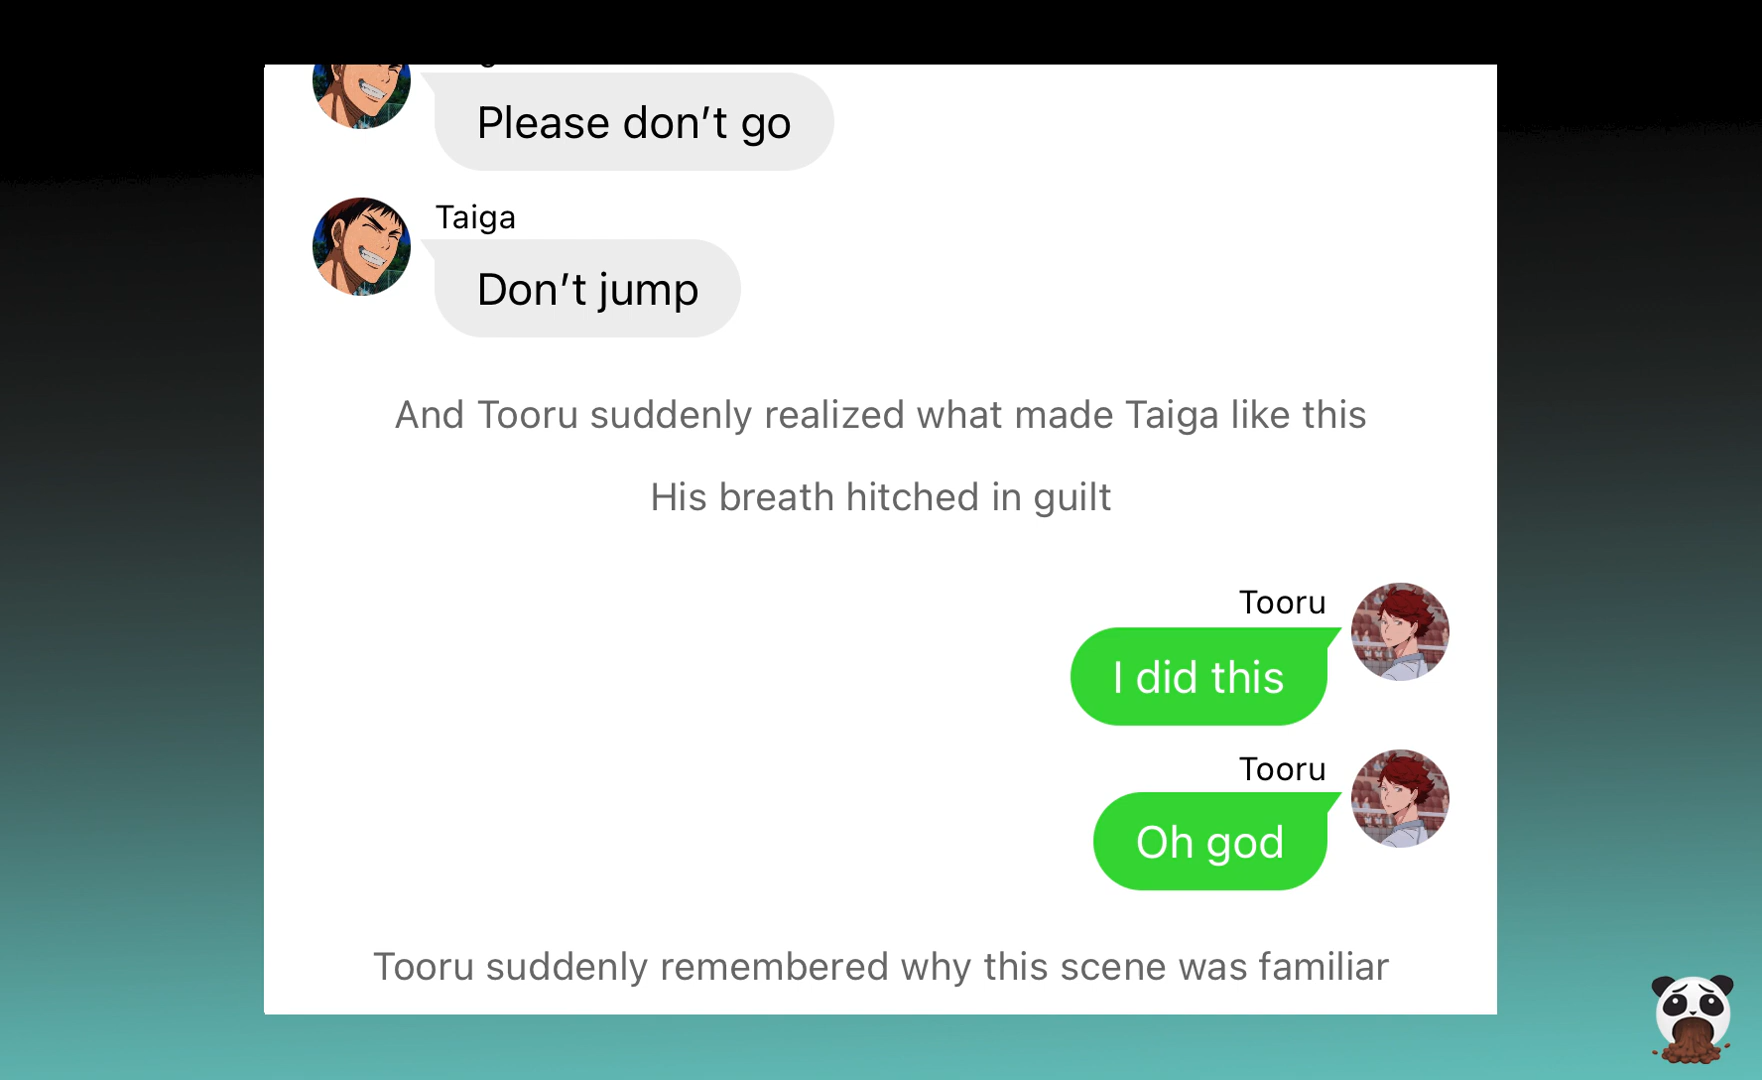 Please don’t go
Taiga
Don’t jump
And Tooru suddenly realized what made Taiga like this
His breath hitched in guilt
Tooru
I did this
Tooru
Oh god
Tooru suddenly remembered why this scene was familiar